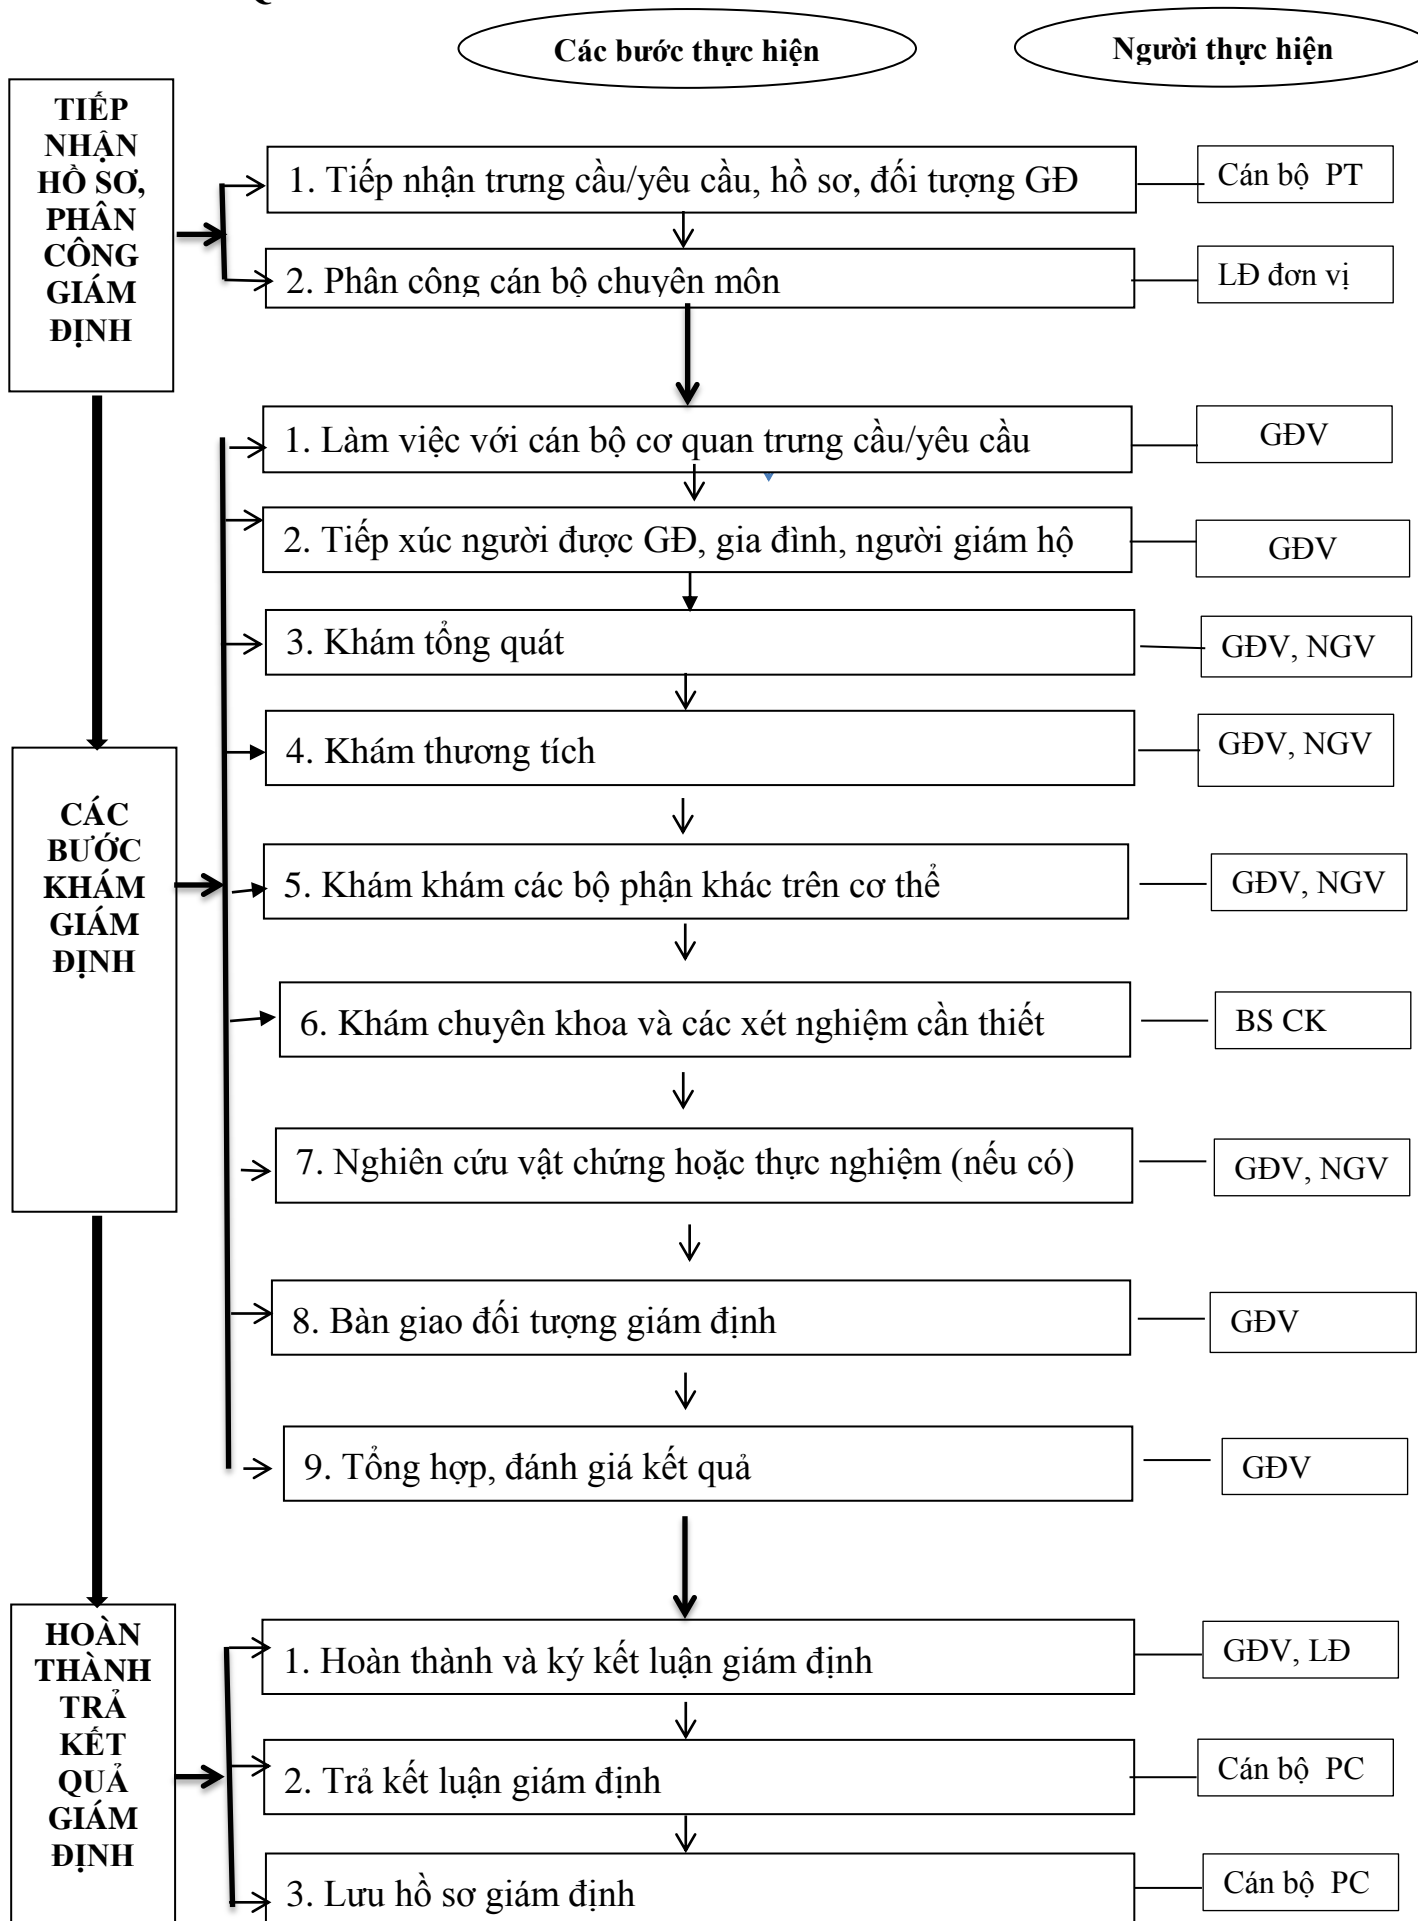 Các bước thực hiện
Người thực hiện
TIẾP
NHẬN
HỒ SƠ,
PHÂN
CÔNG
GIÁM
ĐỊNH
1. Tiếp nhận trưng cầu/yêu cầu, hồ sơ, đối tượng GĐ
Cán bộ PT
2. Phân công cán bộ chuyên môn
LĐ đơn vị
CÁC
BƯỚC
KHÁM
GIÁM
ĐỊNH
1. Làm việc với cán bộ cơ quan trưng cầu/yêu cầu
GĐV
2. Tiếp xúc người được GĐ, gia đình, người giám hộ
GĐV
3. Khám tổng quát
GĐV, NGV
4. Khám thương tích
GĐV, NGV
5. Khám khám các bộ phận khác trên cơ thể
GĐV, NGV
6. Khám chuyên khoa và các xét nghiệm cần thiết
BS CK
7. Nghiên cứu vật chứng hoặc thực nghiệm (nếu có)
GĐV, NGV
8. Bàn giao đối tượng giám định
GĐV
9. Tổng hợp, đánh giá kết quả
GĐV
HOÀN
THÀNH
TRẢ
KẾT
QUẢ
GIÁM
ĐỊNH
1. Hoàn thành và ký kết luận giám định
GĐV, LĐ
2. Trả kết luận giám định
Cán bộ PC
3. Lưu hồ sơ giám định
Cán bộ PC